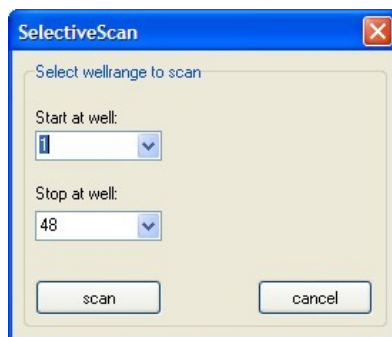 SelectiveScan
Select wellrange to scan
Start at well:
1
Stop at well:
48
scan cancel